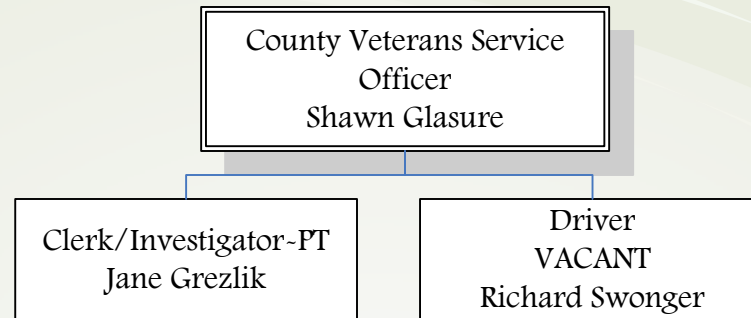 County Veterans Service
Officer
Shawn Glasure
Clerk/Investigator-PT
Jane Grezlik
Driver
VACANT
Richard Swonger